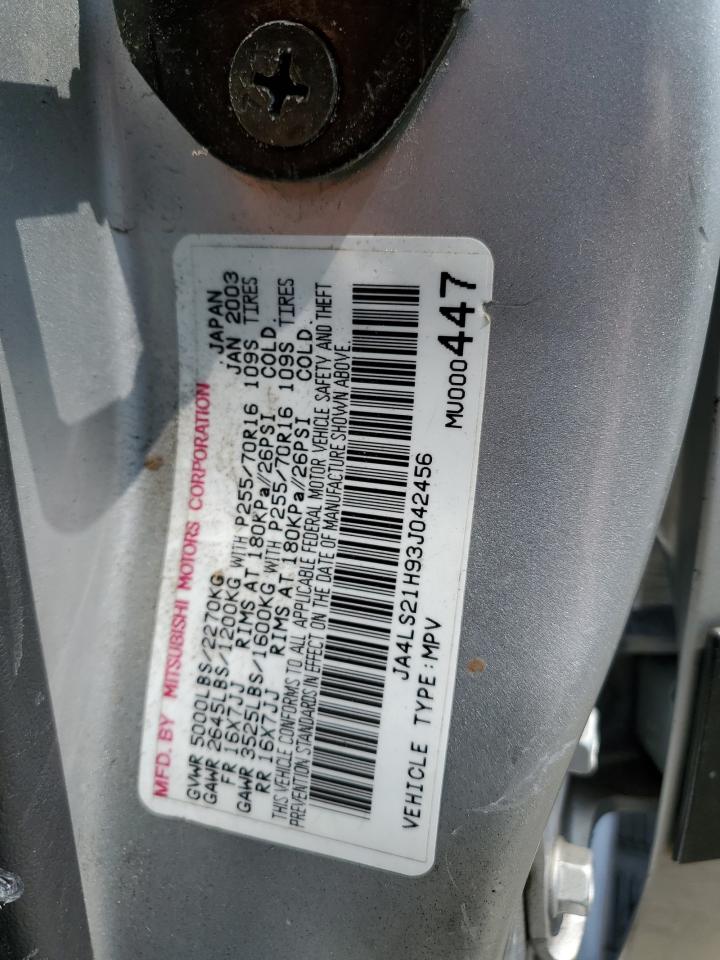 MFD. BY MITSUBISHI MOTORS CORPORATION JAPAN
GVWR 5000LBS/2270KG JAN 2003
GAWR 2645LBS/1200KG WITH P255/70R16 109S TIRES
FR 16X7JJ RIMS AT 180KPa//26PSI COLD.
GAWR 3525LBS/1600KG WITH P255/70R16 109S TIRES
RR 16X7JJ RIMS AT 180KPa//26PSI COLD.
THIS VEHICLE CONFORMS TO ALL APPLICABLE FEDERAL MOTOR VEHICLE SAFETY AND THEFT
PREVENTION STANDARDS IN EFFECT ON THE DATE OF MANUFACTURE SHOWN ABOVE.
JA4LS21H93J042456
VEHICLE TYPE:MPV MU000447